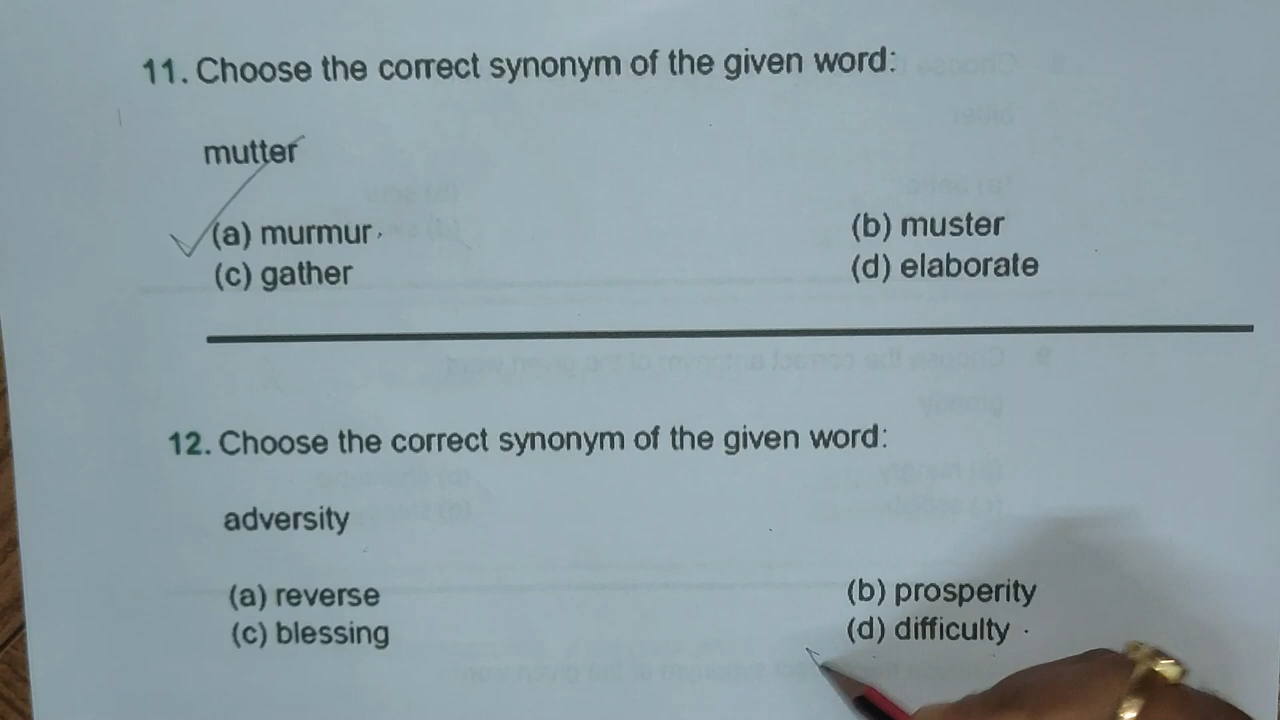 11. Choose the correct synonym of the given word:
mutter
(a) murmur (b) muster
(c) gather (d) elaborate
12. Choose the correct synonym of the given word:
adversity
(a) reverse (b) prosperity
(c) blessing (d) difficulty